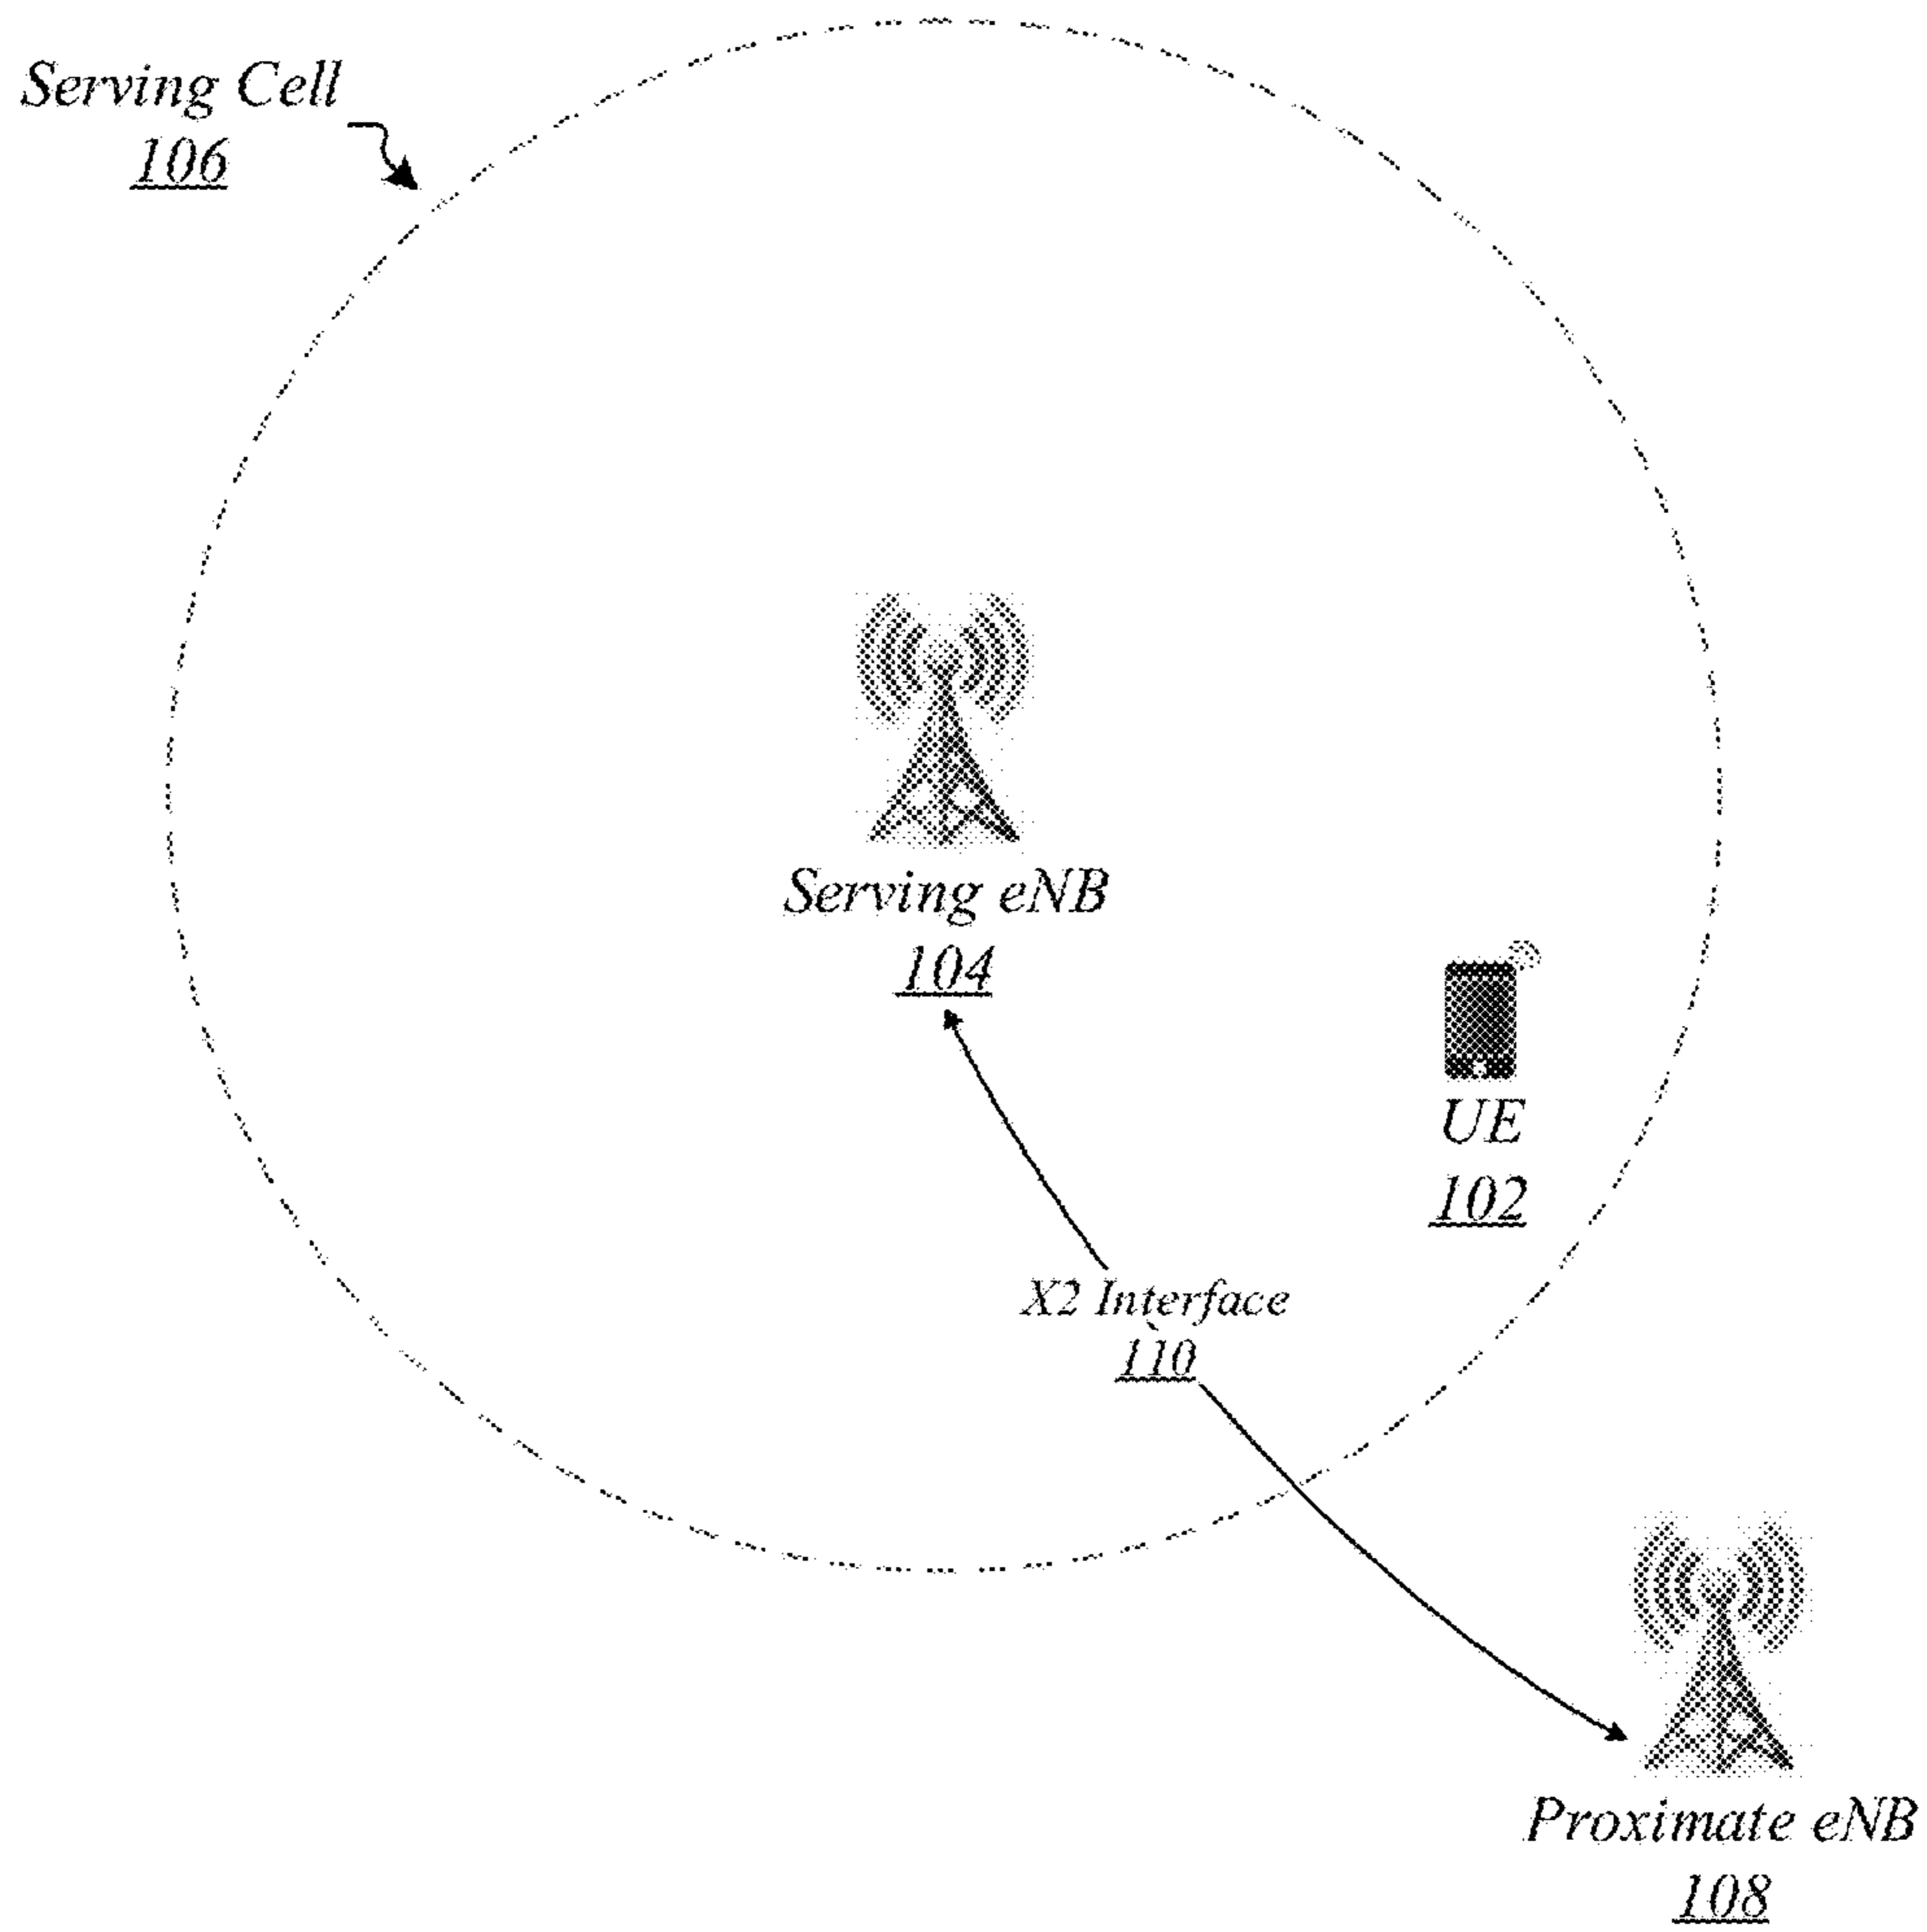 Serving Cell
106
Serving eNB
104
UE
102
X2 Interface
110
Proximate eNB
108